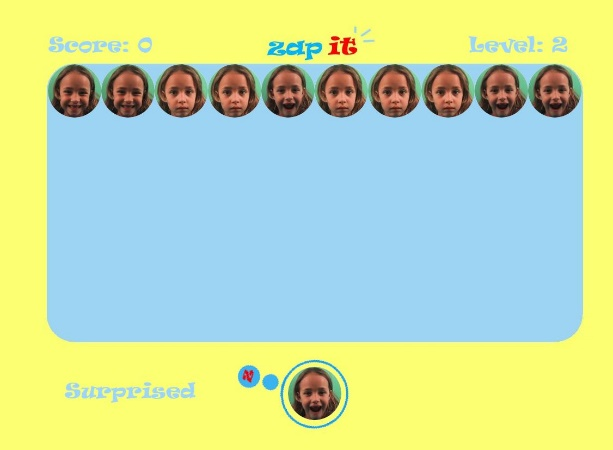 Score: 0
zap it
Level: 2
Surprised